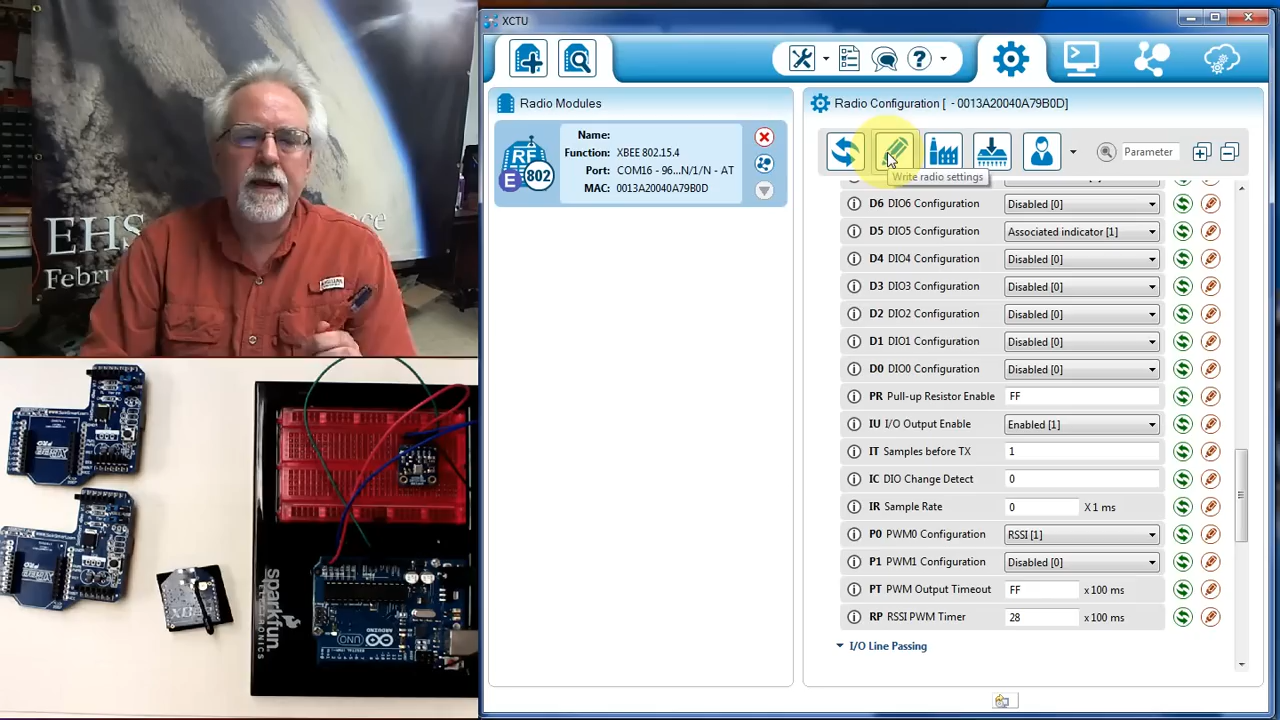 XCTU
Radio Modules
Name:
Function: XBEE 802.15.4
Port: COM16 - 96...N/1/N - AT
MAC: 0013A20040A79B0D
RF
802
E
Radio Configuration [ - 0013A20040A79B0D]
Parameter
Write radio settings
D6 DIO6 Configuration Disabled [0]
D5 DIO5 Configuration Associated indicator [1]
D4 DIO4 Configuration Disabled [0]
D3 DIO3 Configuration Disabled [0]
D2 DIO2 Configuration Disabled [0]
D1 DIO1 Configuration Disabled [0]
D0 DIO0 Configuration Disabled [0]
PR Pull-up Resistor Enable FF
IU I/O Output Enable Enabled [1]
IT Samples before TX 1
IC DIO Change Detect 0
IR Sample Rate 0 X 1 ms
P0 PWM0 Configuration RSSI [1]
P1 PWM1 Configuration Disabled [0]
PT PWM Output Timeout FF x 100 ms
RP RSSI PWM Timer 28 x 100 ms
I/O Line Passing
EHS
Febru
sparkfun
ELECTRONICS
ARDUINO
UNO
PRO